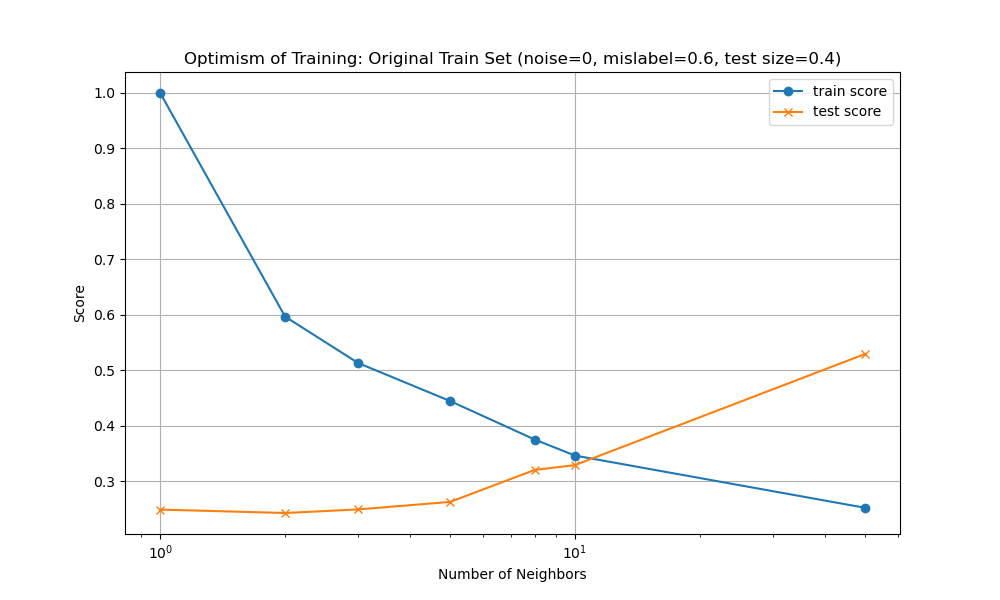 Optimism of Training: Original Train Set (noise=0, mislabel=0.6, test size=0.4)
train score
test score
1.0
0.9
0.8
0.7
0.6
0.5
0.4
0.3
Score
10⁰
10¹
Number of Neighbors